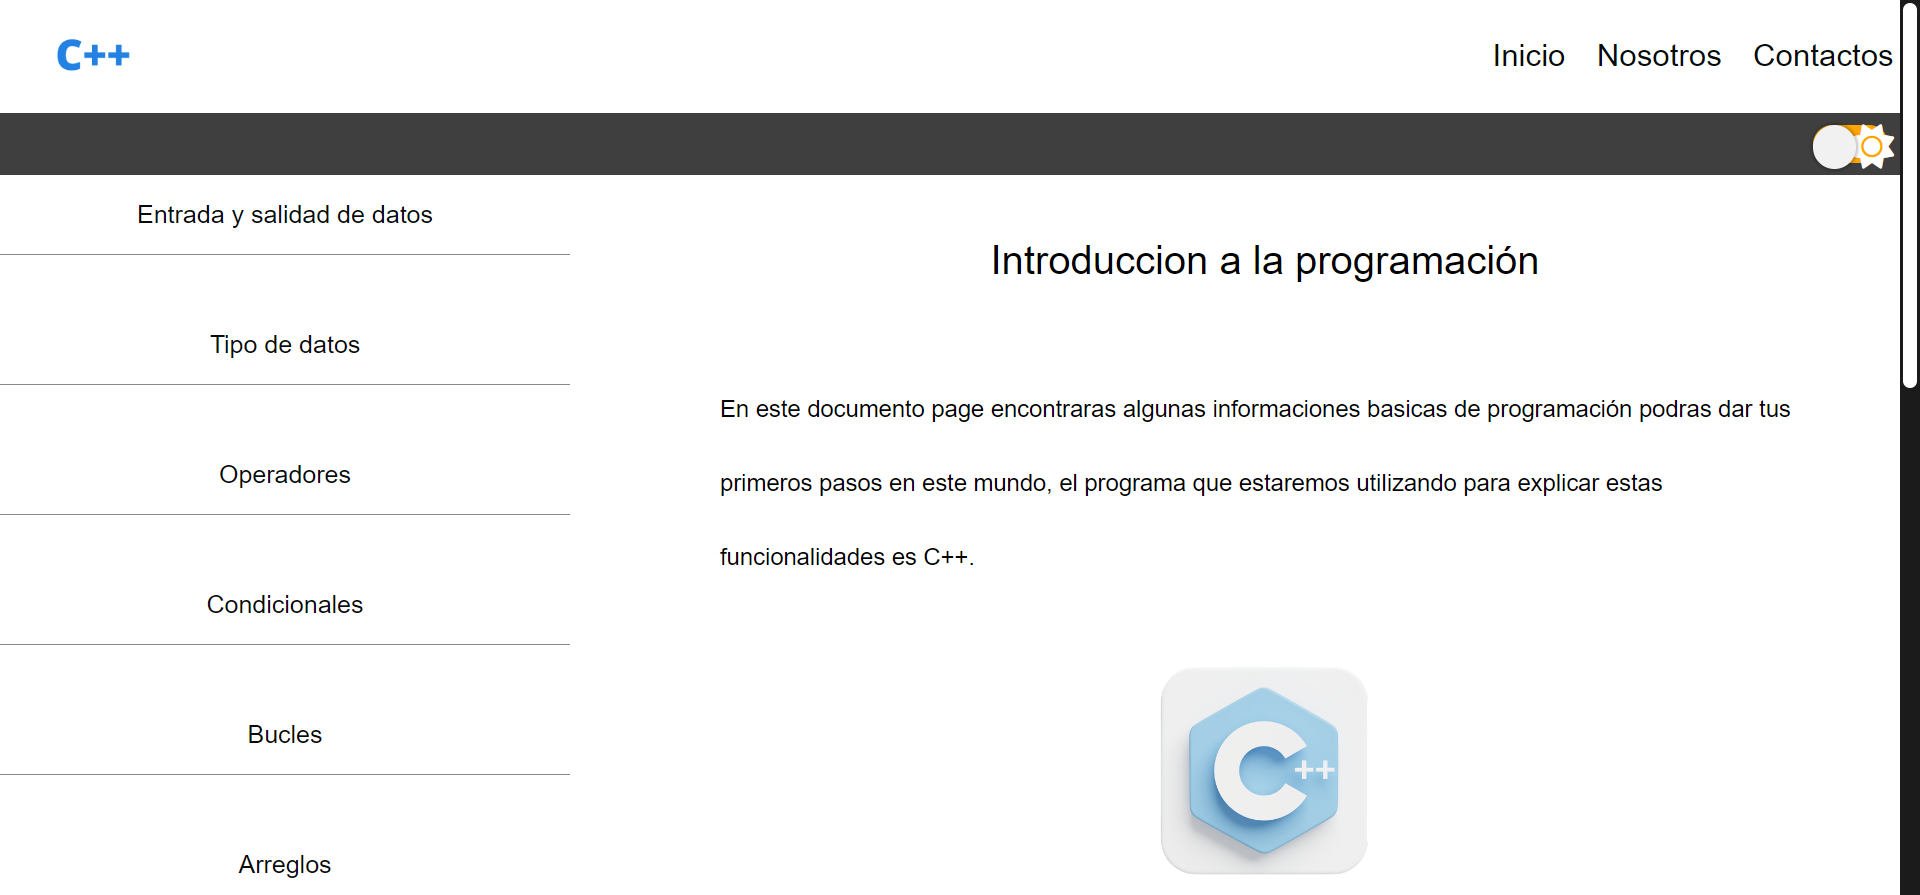 C++
Inicio
Nosotros
Contactos
Entrada y salidad de datos
Tipo de datos
Operadores
Condicionales
Bucles
Arreglos
Introduccion a la programación
En este documento page encontraras algunas informaciones basicas de programación podras dar tus
primeros pasos en este mundo, el programa que estaremos utilizando para explicar estas
funcionalidades es C++.
C++